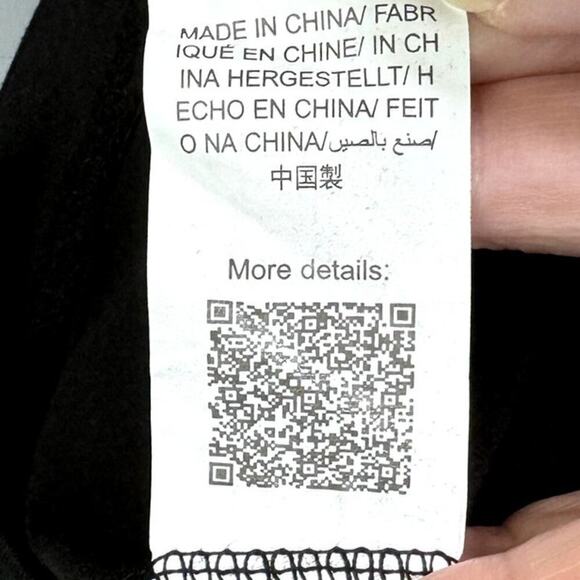 MADE IN CHINA/ FABR
IQUÉ EN CHINE/ IN CH
INA HERGESTELLT/ H
ECHO EN CHINA/ FEIT
O NA CHINA/صنع بالصين/
中国製
More details: